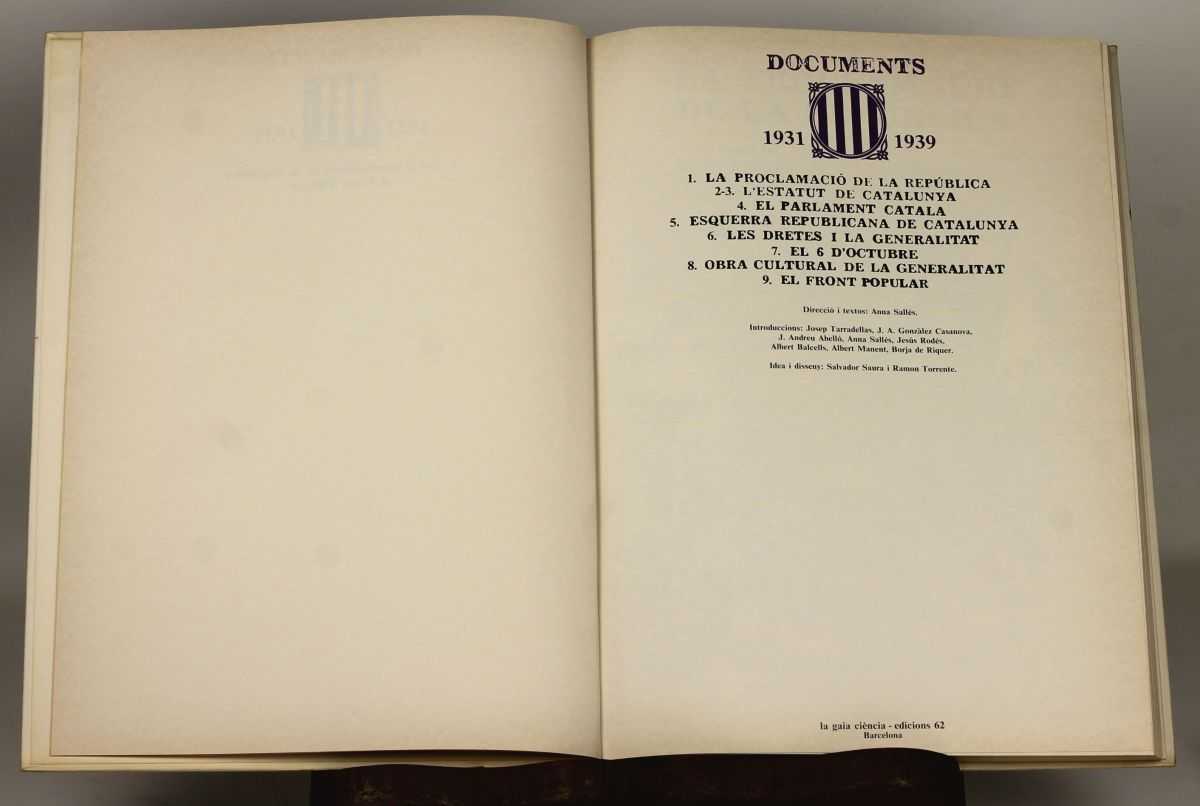 DOCUMENTS
1931 1939
1. LA PROCLAMACIÓ DE LA REPÚBLICA
2-3. L'ESTATUT DE CATALUNYA
4. EL PARLAMENT CATALA
5. ESQUERRA REPUBLICANA DE CATALUNYA
6. LES DRETES I LA GENERALITAT
7. EL 6 D'OCTUBRE
8. OBRA CULTURAL DE LA GENERALITAT
9. EL FRONT POPULAR
Direcció i textos: Anna Sallés.
Introduccions: Josep Tarradellas, J. A. Gonzàlez Casanova,
J. Andreu Abelló, Anna Sallés, Jesús Rodés,
Albert Balcells, Albert Manent, Borja de Riquer.
Idea i disseny: Salvador Saura i Ramon Torrente.
la gaia ciència - edicions 62
Barcelona